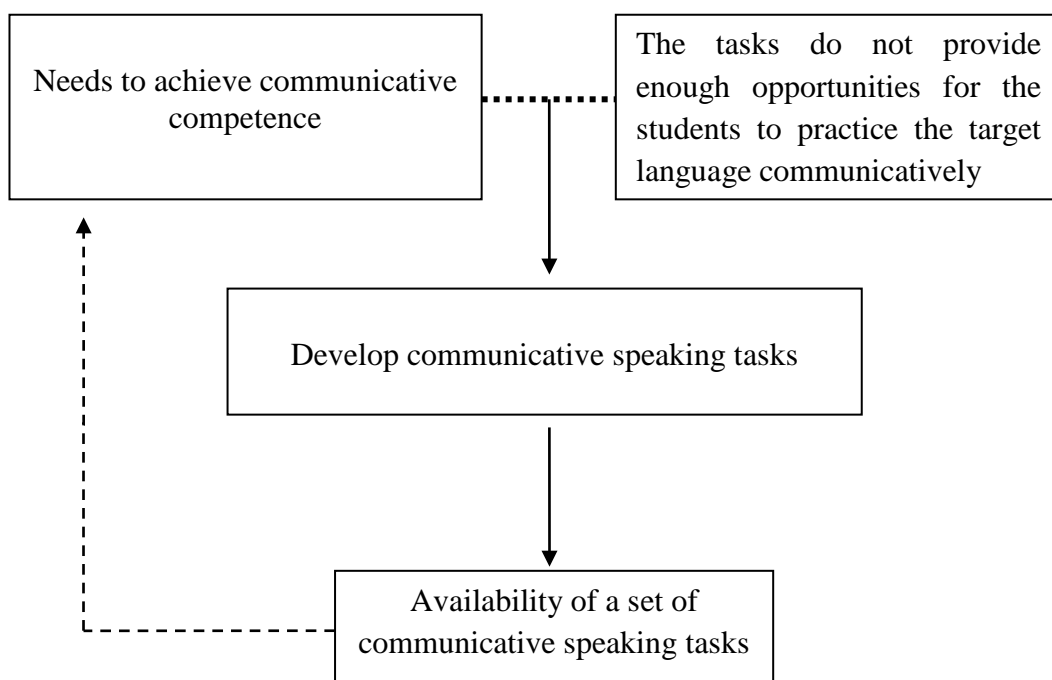 Needs to achieve communicative
competence
The tasks do not provide
enough opportunities for the
students to practice the target
language communicatively
Develop communicative speaking tasks
Availability of a set of
communicative speaking tasks